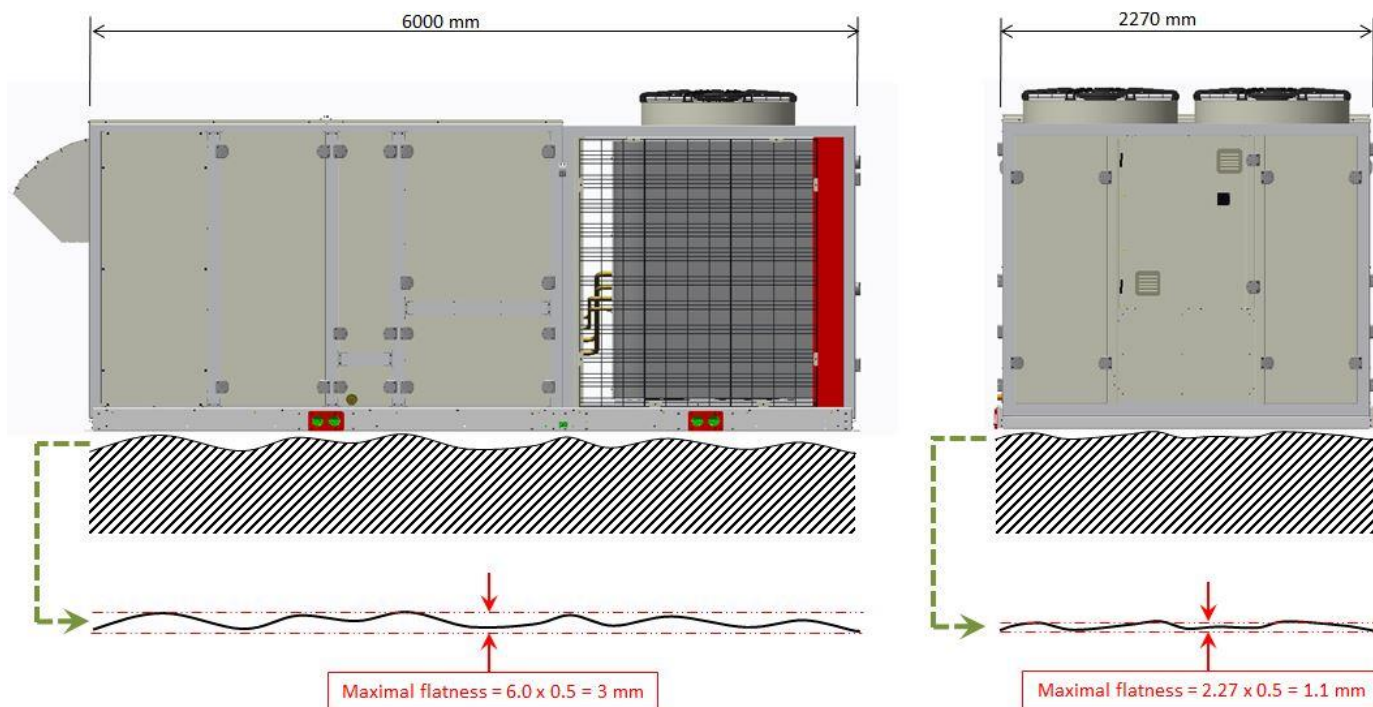 6000 mm
2270 mm
Maximal flatness = 6.0 x 0.5 = 3 mm
Maximal flatness = 2.27 x 0.5 = 1.1 mm